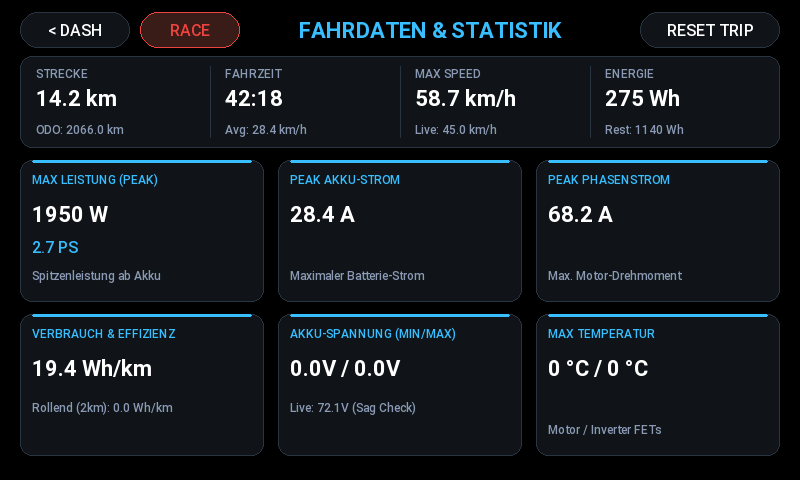 < DASH
RACE
FAHRDATEN & STATISTIK
RESET TRIP
STRECKE
14.2 km
ODO: 2066.0 km
FAHRZEIT
42:18
Avg: 28.4 km/h
MAX SPEED
58.7 km/h
Live: 45.0 km/h
ENERGIE
275 Wh
Rest: 1140 Wh
MAX LEISTUNG (PEAK)
1950 W
2.7 PS
Spitzenleistung ab Akku
PEAK AKKU-STROM
28.4 A
Maximaler Batterie-Strom
PEAK PHASENSTROM
68.2 A
Max. Motor-Drehmoment
VERBRAUCH & EFFIZIENZ
19.4 Wh/km
Rollend (2km): 0.0 Wh/km
AKKU-SPANNUNG (MIN/MAX)
0.0V / 0.0V
Live: 72.1V (Sag Check)
MAX TEMPERATUR
0 °C / 0 °C
Motor / Inverter FETs